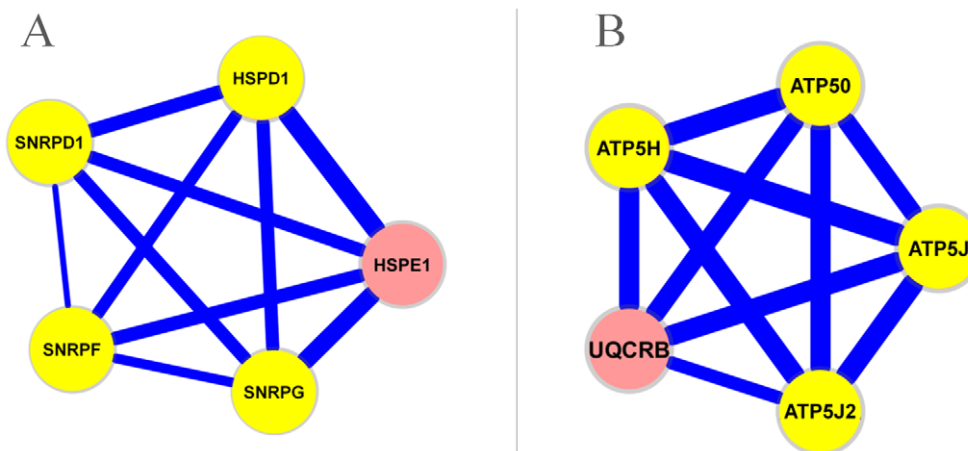 A
HSPD1
SNRPD1
HSPE1
SNRPF
SNRPG
B
ATP50
ATP5H
ATP5J
UQCRB
ATP5J2